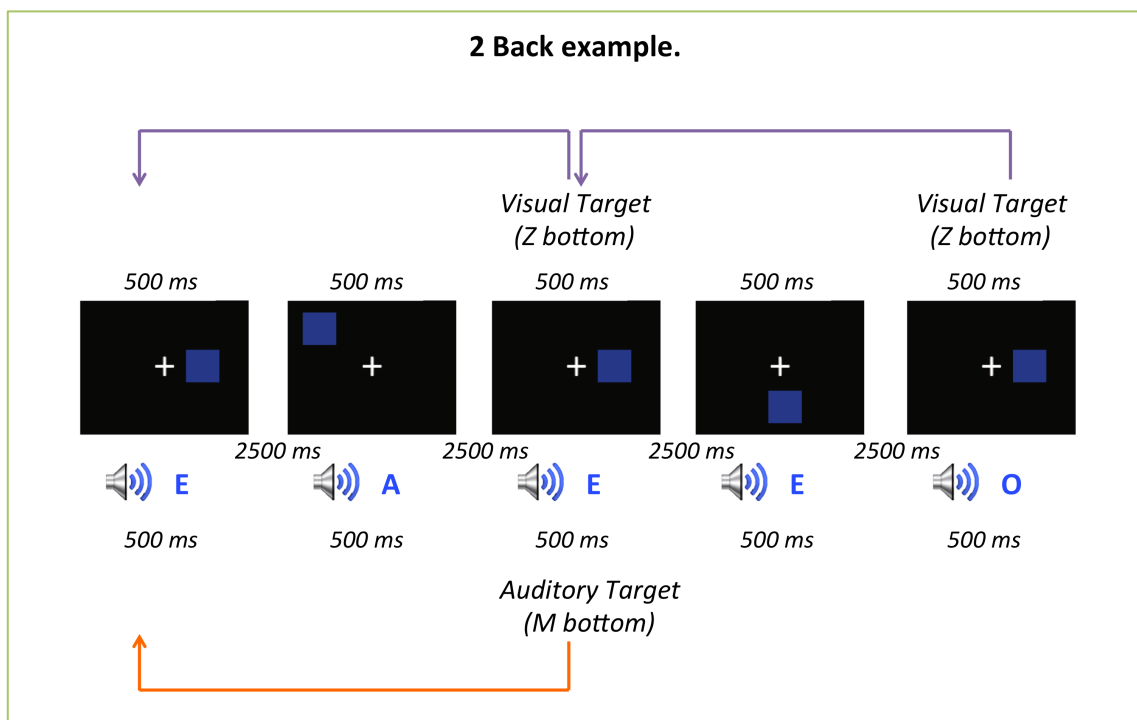 2 Back example.
Visual Target
(Z bottom)
Visual Target
(Z bottom)
500 ms 500 ms 500 ms 500 ms 500 ms
2500 ms 2500 ms 2500 ms 2500 ms
E A E E O
500 ms 500 ms 500 ms 500 ms 500 ms
Auditory Target
(M bottom)